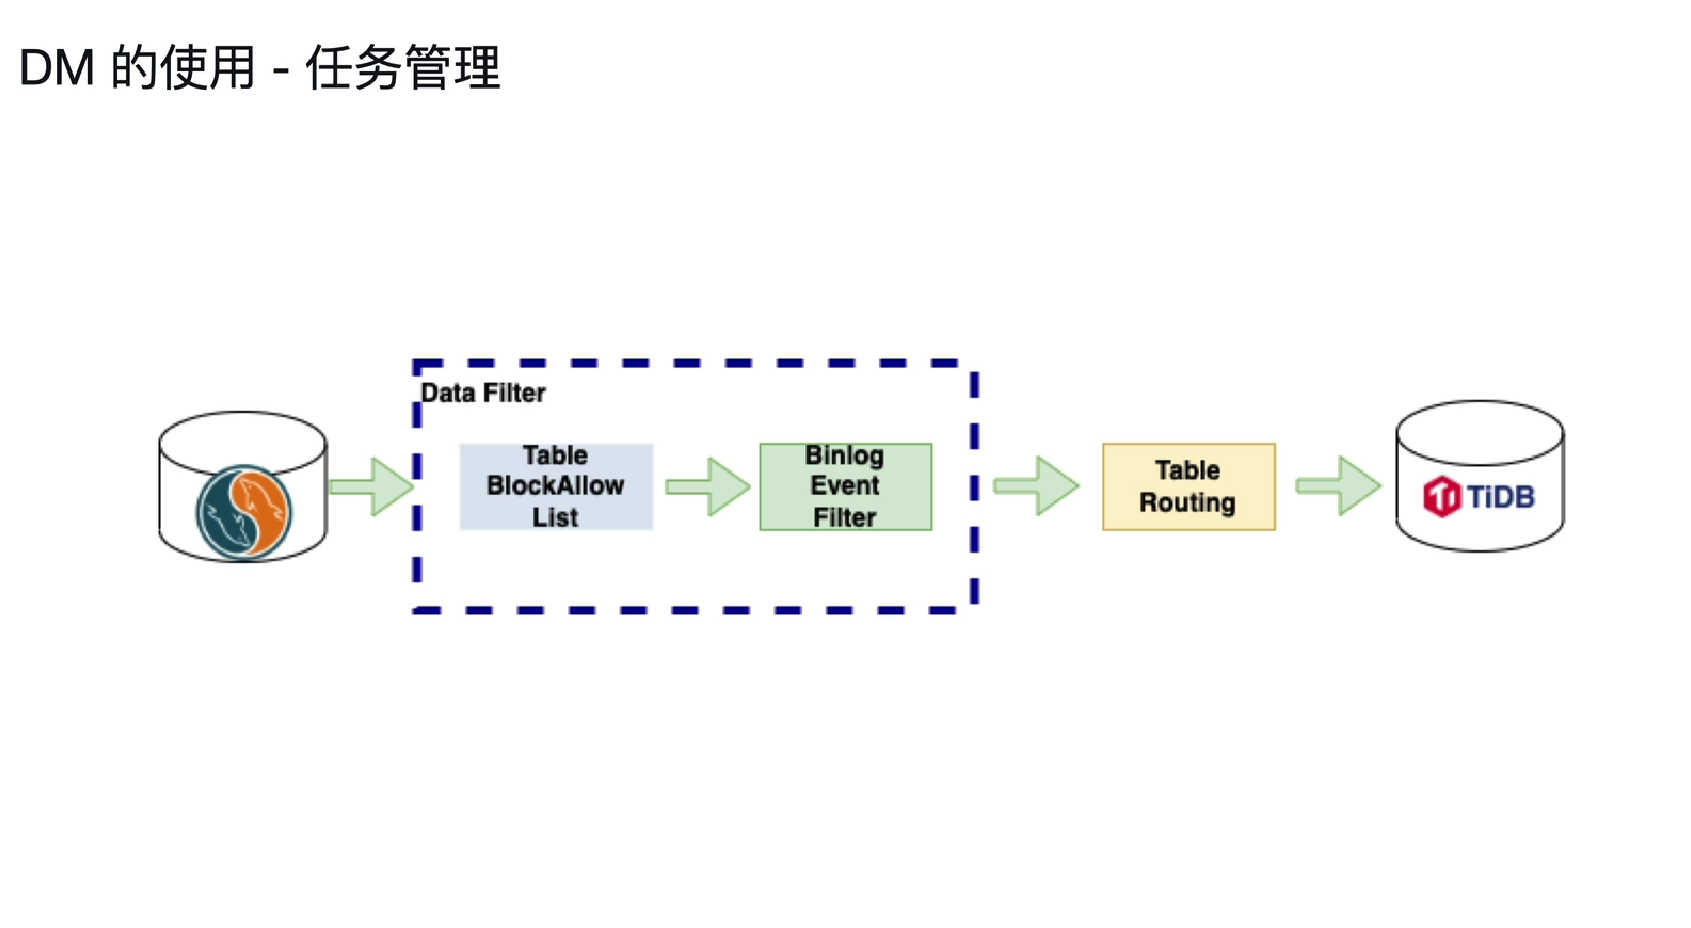 DM 的使用 - 任务管理
Data Filter
Table
BlockAllow
List
Binlog
Event
Filter
Table
Routing
TiDB